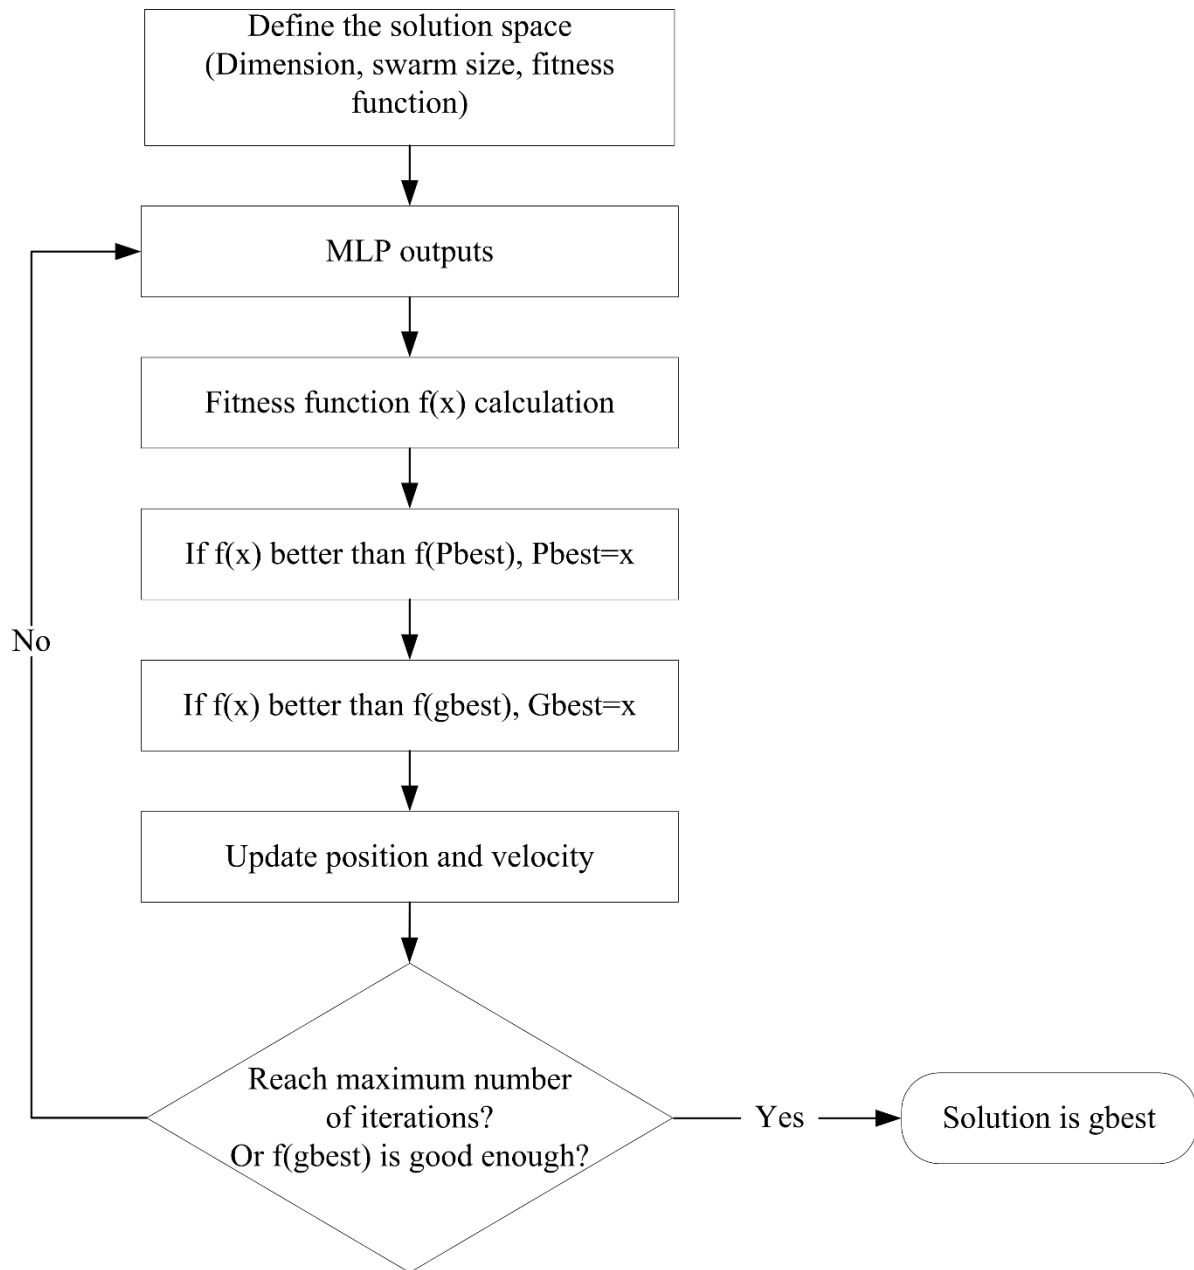 Define the solution space
(Dimension, swarm size, fitness
function)
MLP outputs
Fitness function f(x) calculation
If f(x) better than f(Pbest), Pbest=x
If f(x) better than f(gbest), Gbest=x
Update position and velocity
Reach maximum number
of iterations?
Or f(gbest) is good enough?
No
Yes
Solution is gbest